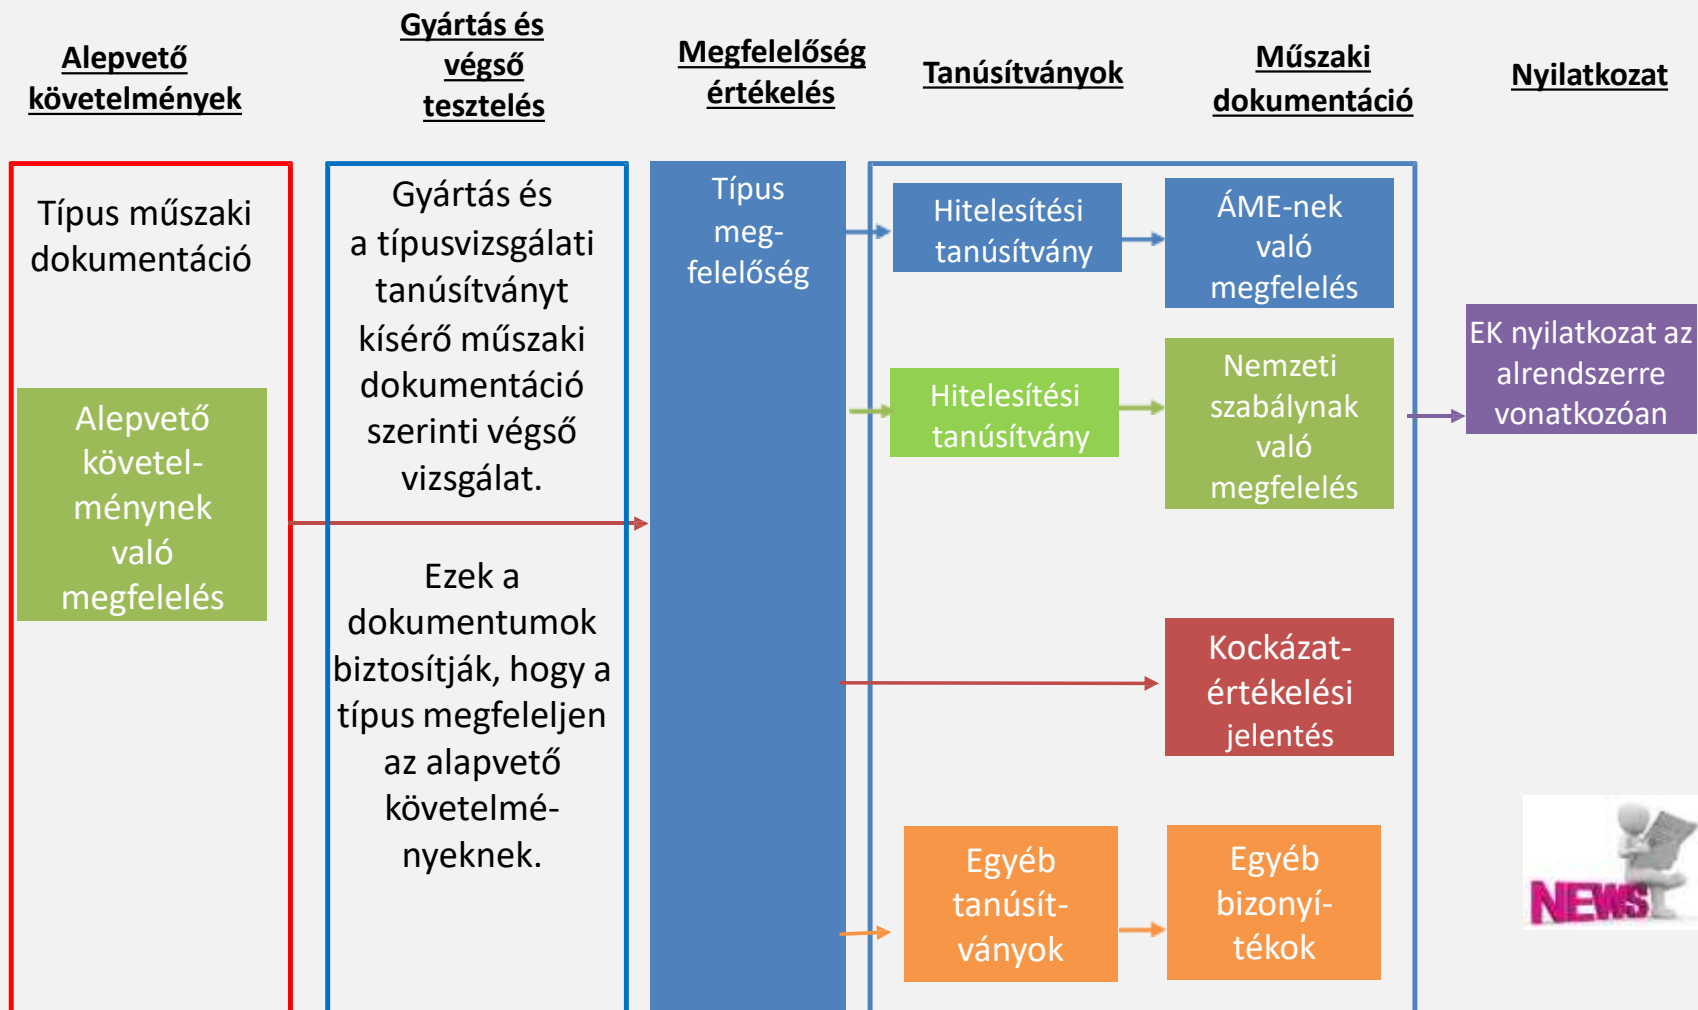 Alepvető
követelmények
Gyártás és
végső
tesztelés
Megfelelőség
értékelés
Tanúsítványok
Műszaki
dokumentáció
Nyilatkozat
Típus műszaki
dokumentáció
Alepvető
követel-
ménynek
való
megfelelés
Gyártás és
a típusvizsgálati
tanúsítványt
kísérő műszaki
dokumentáció
szerinti végső
vizsgálat.
Ezek a
dokumentumok
biztosítják, hogy a
típus megfeleljen
az alapvető
követelmé-
nyeknek.
Típus
meg-
felelőség
Hitelesítési
tanúsítvány
ÁME-nek
való
megfelelés
Hitelesítési
tanúsítvány
Nemzeti
szabálynak
való
megfelelés
Kockázat-
értékelési
jelentés
Egyéb
tanúsít-
ványok
Egyéb
bizonyí-
tékok
EK nyilatkozat az
alrendszerre
vonatkozóan
NEWS